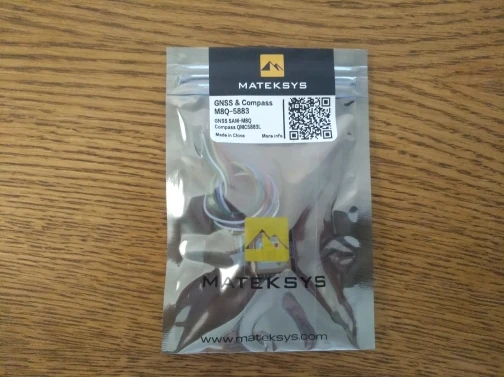 MATEKSYS
GNSS & Compass
M8Q-5883
GNSS SAM-M8Q
Compass QMC5883L
Made in China More info
MATEKSYS
www.mateksys.com